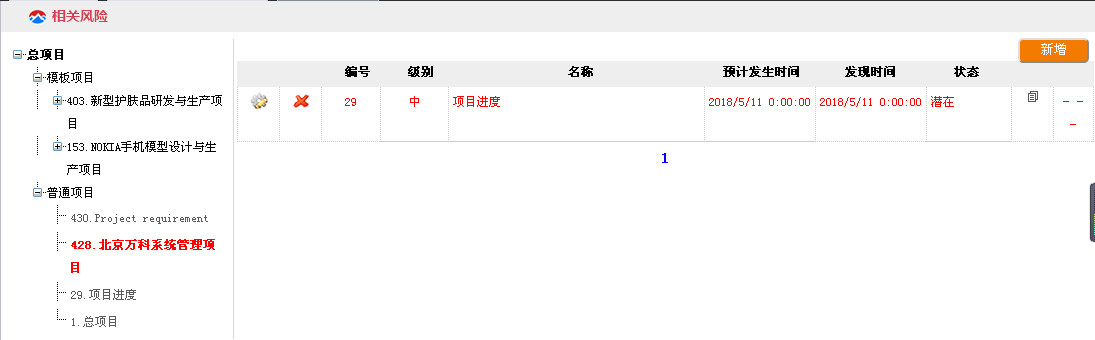 相关风险
总项目
模板项目
403.新型护肤品研发与生产项
目
153.NOKIA手机模型设计与生
产项目
普通项目
430.Project requirement
428.北京万科系统管理项
目
29.项目进度
1.总项目
新增
编号 级别 名称 预计发生时间 发现时间 状态
29 中 项目进度 2018/5/11 0:00:00 2018/5/11 0:00:00 潜在 - -
-
1